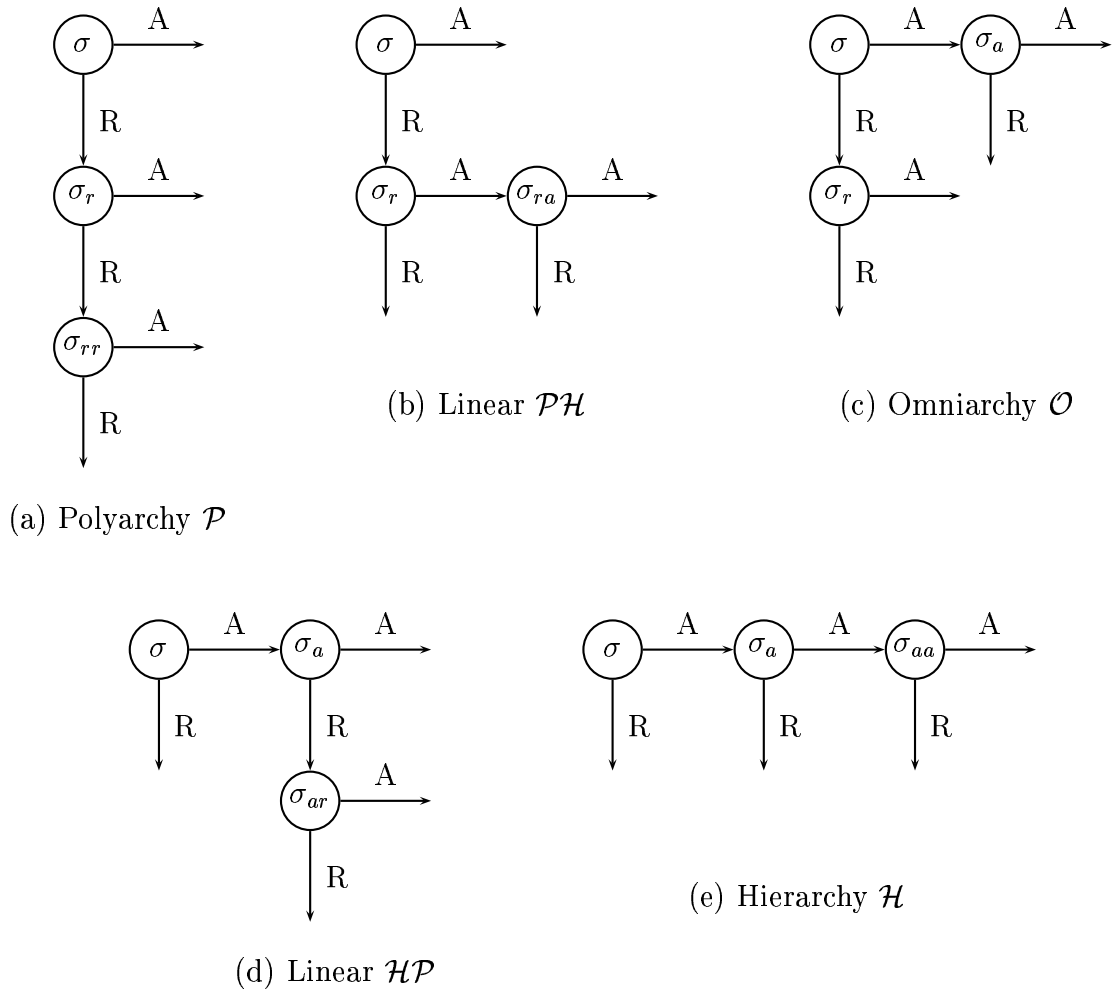 σ A σ A σ A σ_a A
R R R R
σ_r A σ_r A σ_ra A σ_r A
R R R R
σ_rr A
(b) Linear 𝒫ℋ (c) Omniarchy 𝒪
R
(a) Polyarchy 𝒫
σ A σ_a A σ A σ_a A σ_aa A
R R R R R
σ_ar A
R
(e) Hierarchy ℋ
(d) Linear ℋ𝒫